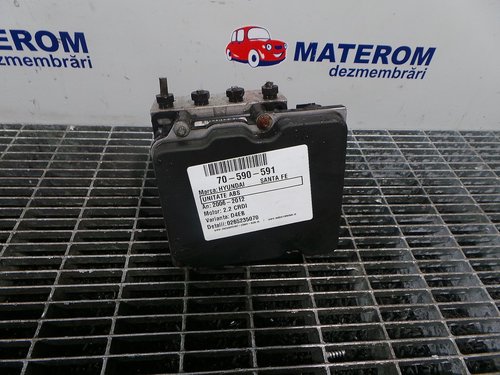 MATEROM
dezmembrări
MATEROM
dezmembrări
70-590-591
Marca: HYUNDAI SANTA FE
UNITATE ABS
An: 2006 - 2012
Motor: 2.2 CRDI
Varianta: D4EB
Detalii: 0265235070